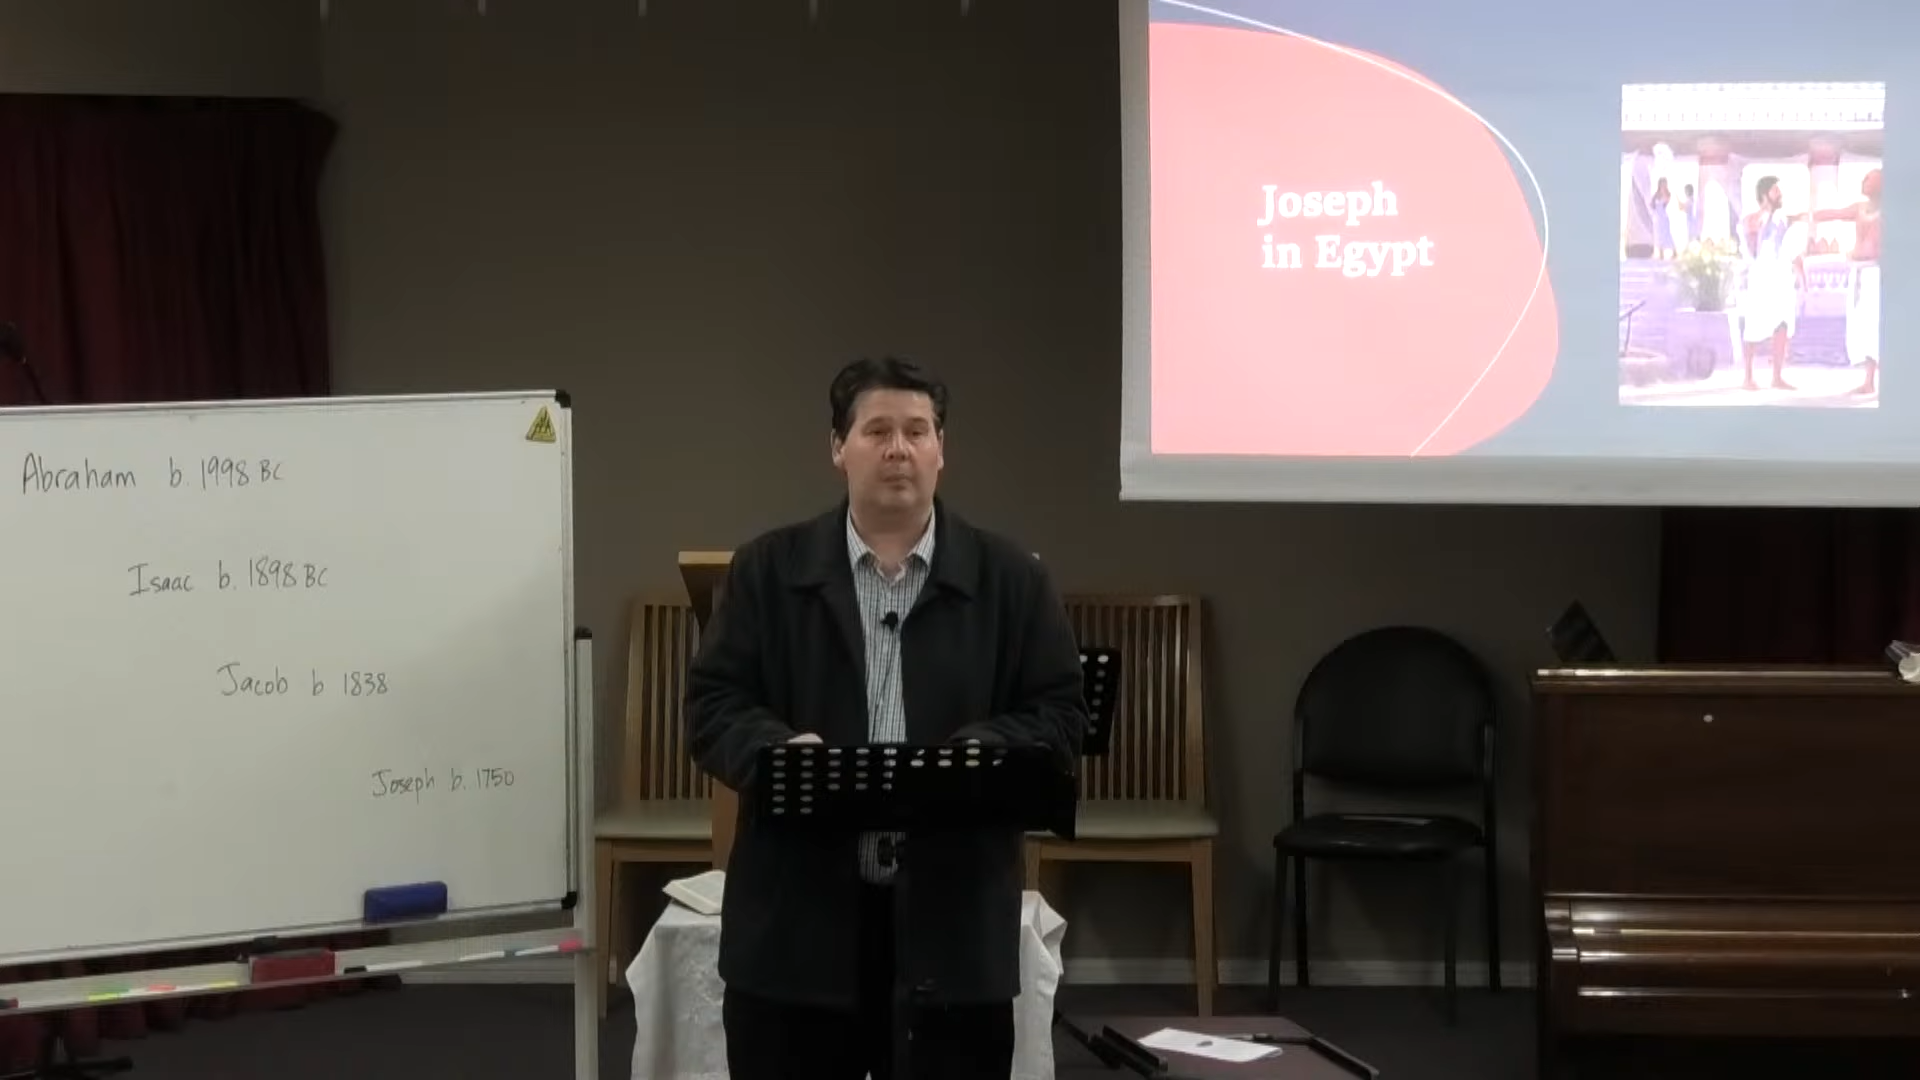 Abraham b. 1998 BC
Isaac b. 1898 BC
Jacob b 1838
Joseph b. 1750
Joseph
in Egypt